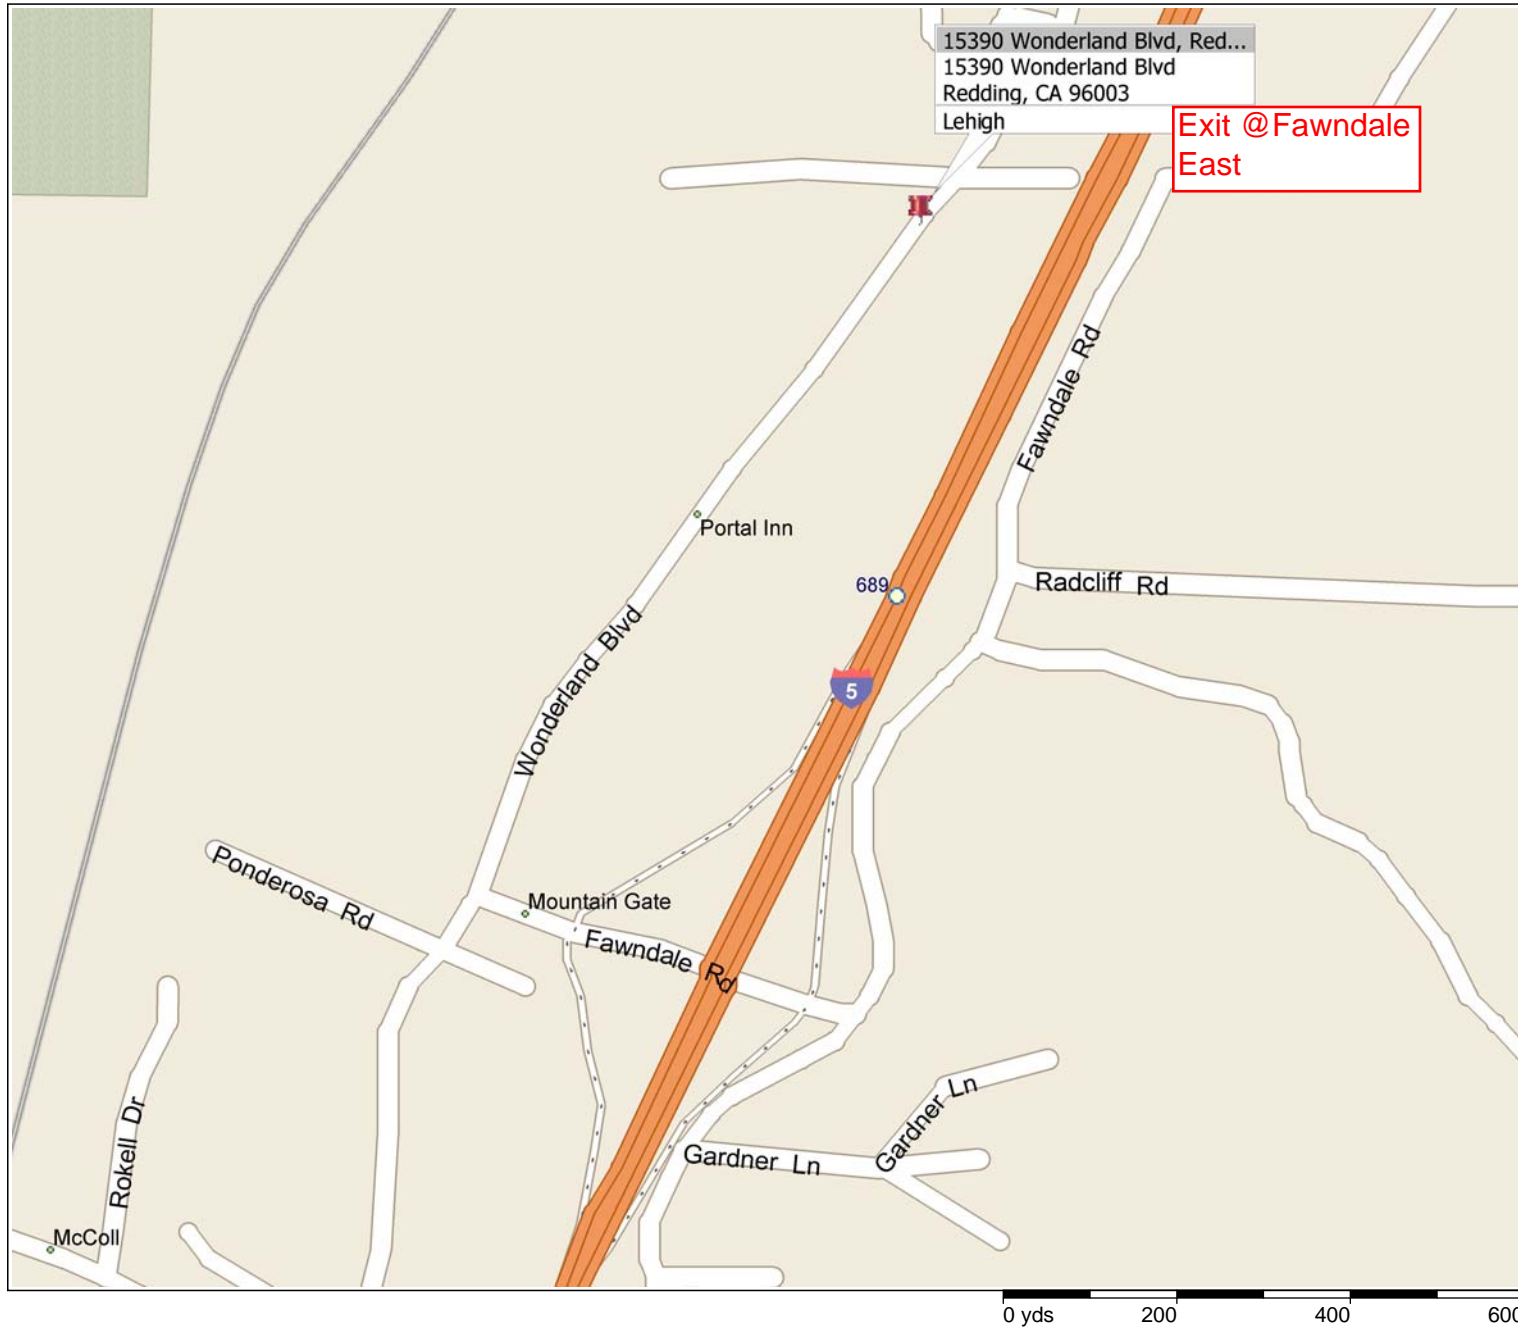 15390 Wonderland Blvd, Red...
15390 Wonderland Blvd
Redding, CA 96003
Lehigh
Exit @Fawndale
East
Fawndale Rd
Portal Inn
689
Radcliff Rd
Wonderland Blvd
5
Ponderosa Rd
Mountain Gate
Fawndale Rd
Rokell Dr
Gardner Ln
Gardner Ln
McColl
0 yds 200 400 600